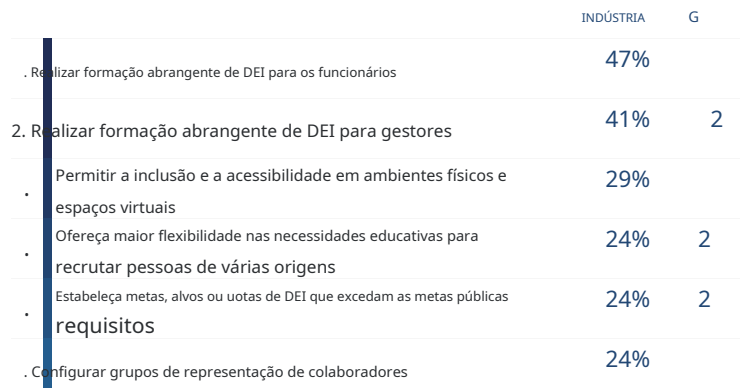 INDÚSTRIA G
. Realizar formação abrangente de DEI para os funcionários 47%
2. Realizar formação abrangente de DEI para gestores 41% 2
. Permitir a inclusão e a acessibilidade em ambientes físicos e 29%
espaços virtuais
. Ofereça maior flexibilidade nas necessidades educativas para 24% 2
recrutar pessoas de várias origens
. Estabeleça metas, alvos ou uotas de DEI que excedam as metas públicas 24% 2
requisitos
. Configurar grupos de representação de colaboradores 24%